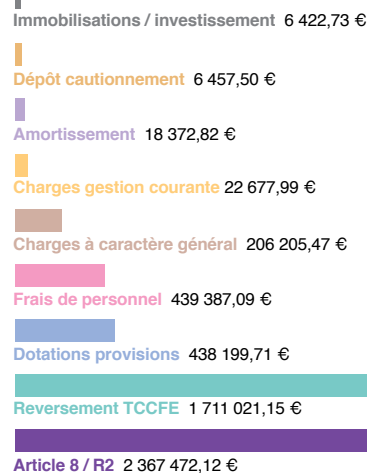 Immobilisations / investissement 6 422,73 €
Dépôt cautionnement 6 457,50 €
Amortissement 18 372,82 €
Charges gestion courante 22 677,99 €
Charges à caractère général 206 205,47 €
Frais de personnel 439 387,09 €
Dotations provisions 438 199,71 €
Reversement TCCFE 1 711 021,15 €
Article 8 / R2 2 367 472,12 €